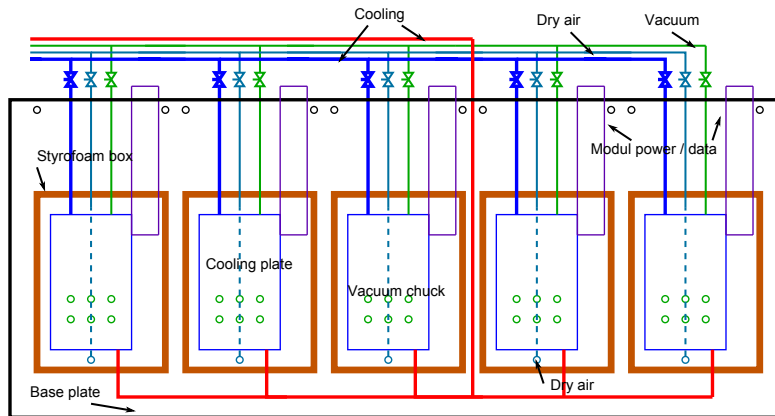 Cooling
Dry air
Vacuum
Styrofoam box
Modul power / data
Cooling plate
Vacuum chuck
Base plate
Dry air